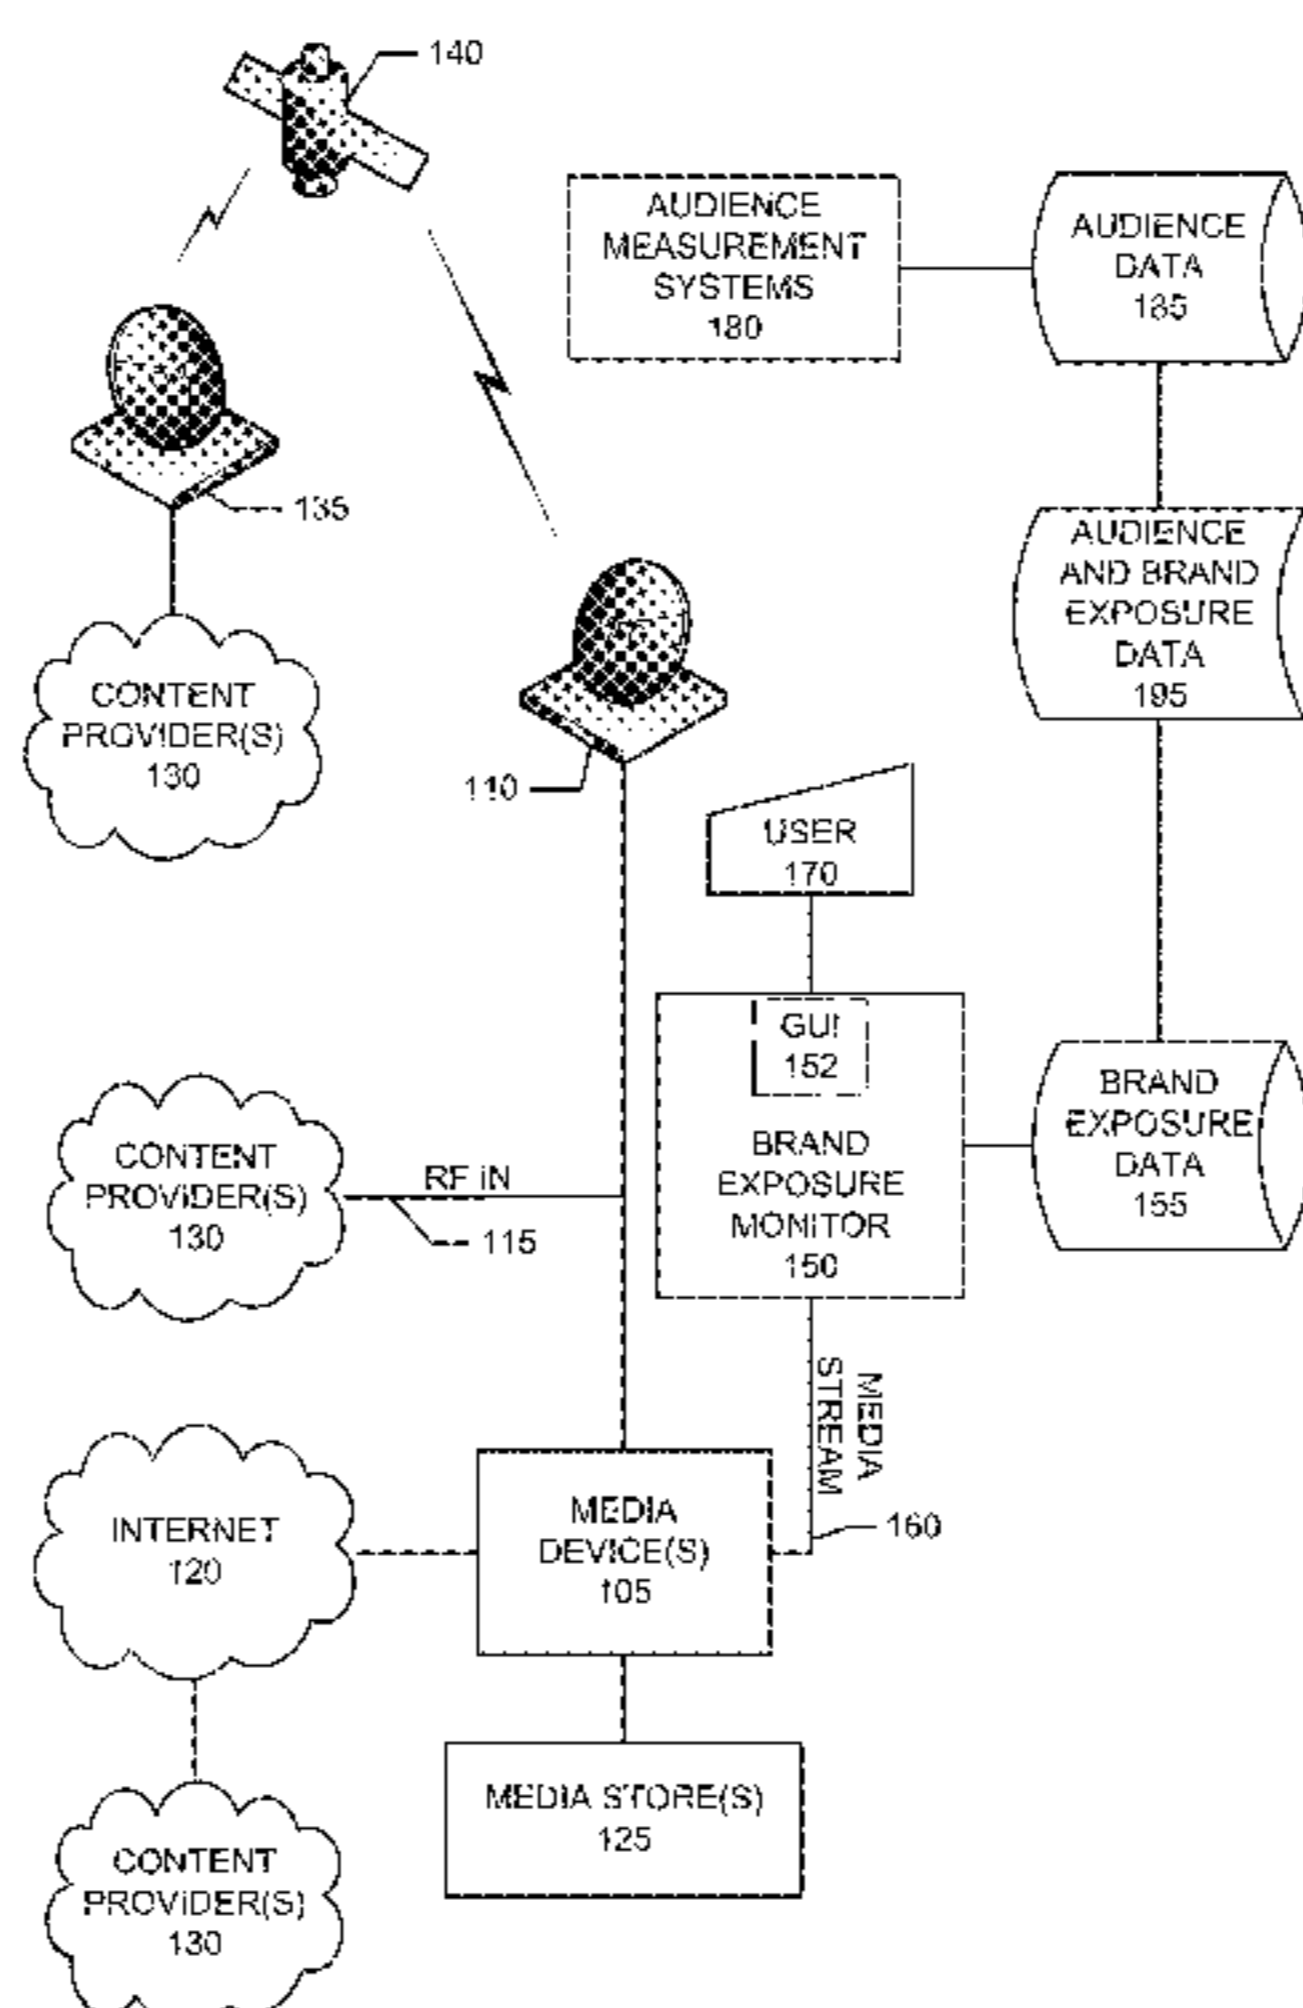 140
AUDIENCE
MEASUREMENT
SYSTEMS
180
AUDIENCE
DATA
185
135
AUDIENCE
AND BRAND
EXPOSURE
DATA
195
CONTENT
PROVIDER(S)
130
110
USER
170
GUI
152
BRAND
EXPOSURE
MONITOR
150
BRAND
EXPOSURE
DATA
155
CONTENT
PROVIDER(S)
130
RF IN
115
MEDIA
STREAM
160
INTERNET
120
MEDIA
DEVICE(S)
105
MEDIA STORE(S)
125
CONTENT
PROVIDER(S)
130